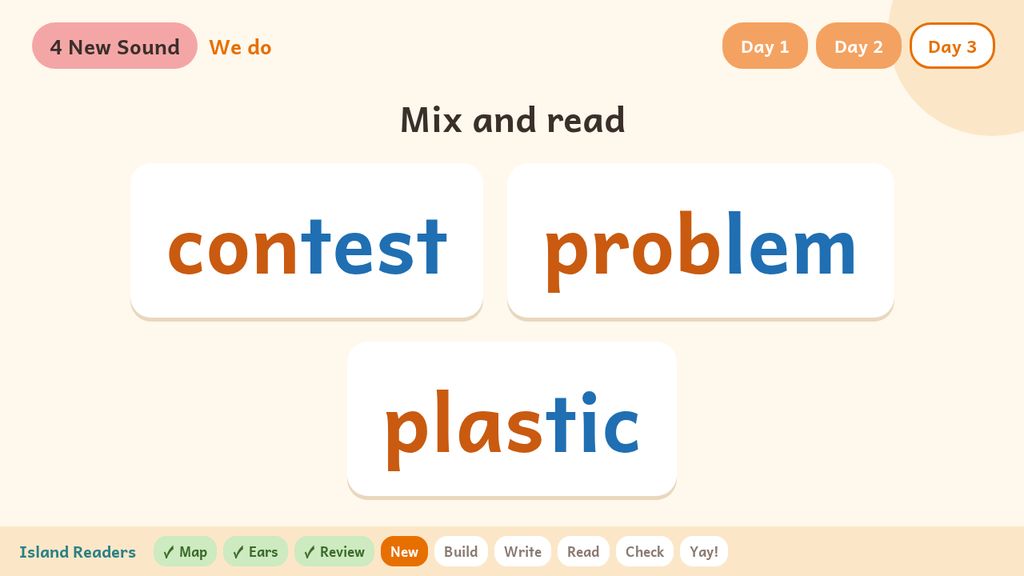 4 New Sound We do Day 1 Day 2 Day 3
Mix and read
contest problem
plastic
Island Readers ✓ Map ✓ Ears ✓ Review New Build Write Read Check Yay!